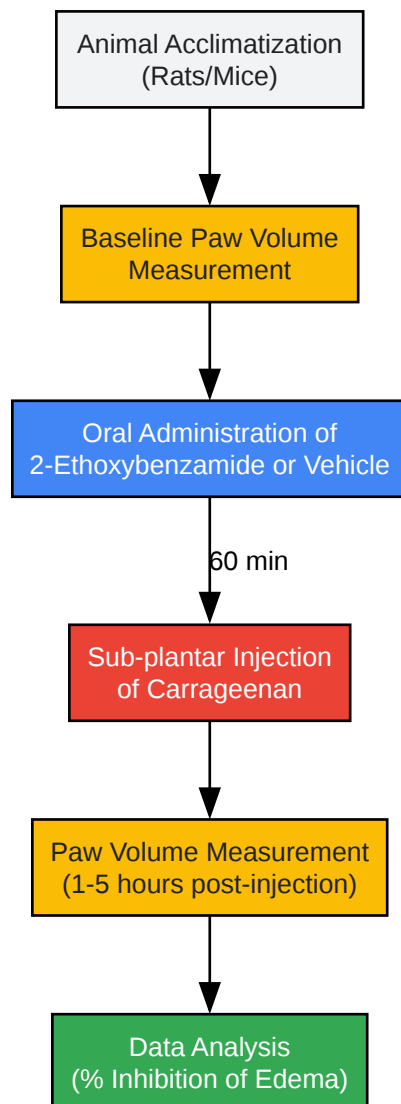 Animal Acclimatization
(Rats/Mice)
Baseline Paw Volume
Measurement
Oral Administration of
2-Ethoxybenzamide or Vehicle
60 min
Sub-plantar Injection
of Carrageenan
Paw Volume Measurement
(1-5 hours post-injection)
Data Analysis
(% Inhibition of Edema)